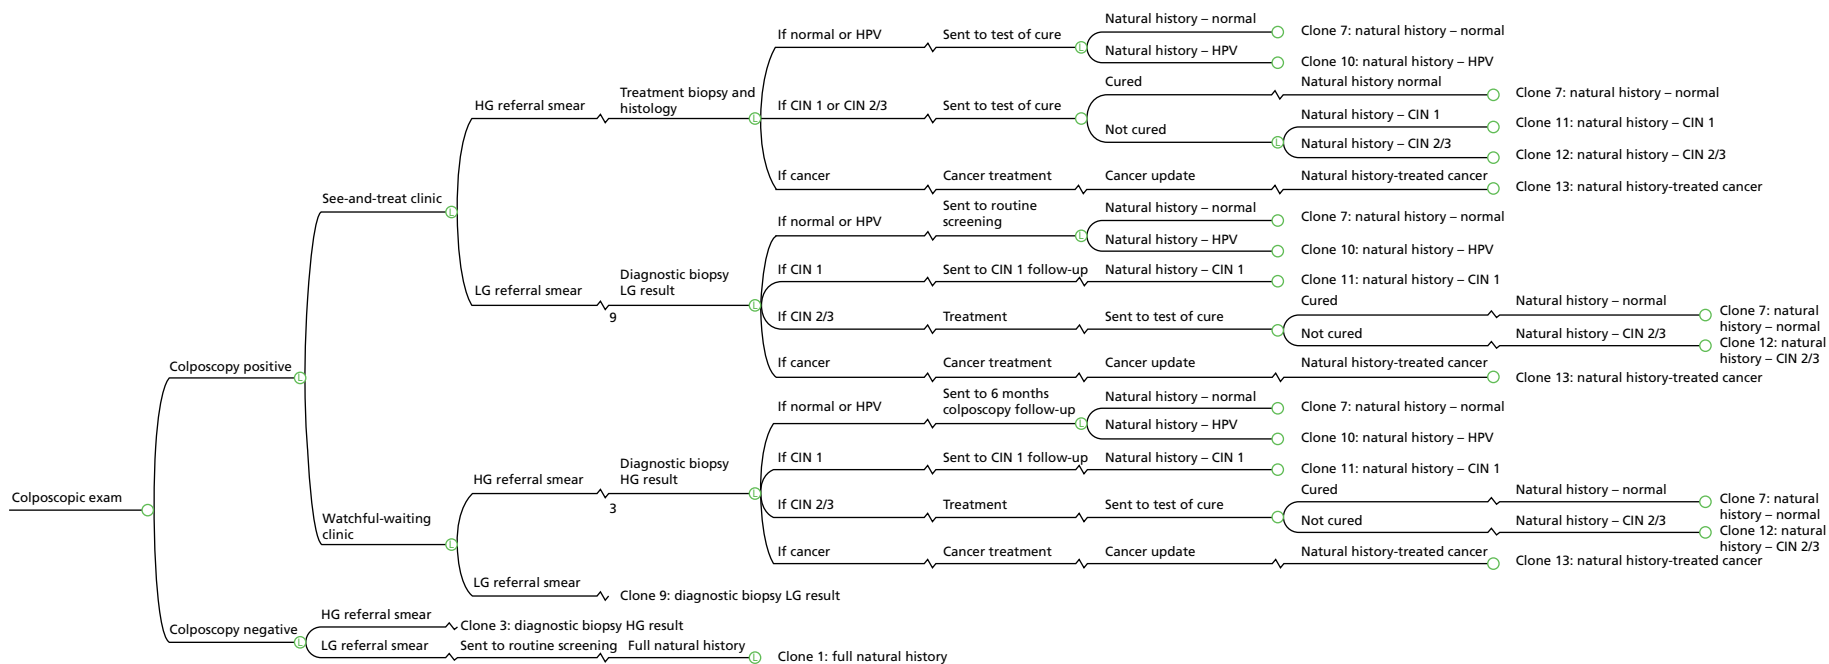 Colposcopic exam
Colposcopy positive
See-and-treat clinic
HG referral smear
Treatment biopsy and
histology
If normal or HPV
Sent to test of cure
Natural history – normal
Clone 7: natural history – normal
Natural history – HPV
Clone 10: natural history – HPV
If CIN 1 or CIN 2/3
Sent to test of cure
Cured
Natural history normal
Clone 7: natural history – normal
Not cured
Natural history – CIN 1
Clone 11: natural history – CIN 1
Natural history – CIN 2/3
Clone 12: natural history – CIN 2/3
If cancer
Cancer treatment
Cancer update
Natural history-treated cancer
Clone 13: natural history-treated cancer
LG referral smear
9
Diagnostic biopsy
LG result
If normal or HPV
Sent to routine
screening
Natural history – normal
Clone 7: natural history – normal
Natural history – HPV
Clone 10: natural history – HPV
If CIN 1
Sent to CIN 1 follow-up
Natural history – CIN 1
Clone 11: natural history – CIN 1
If CIN 2/3
Treatment
Sent to test of cure
Cured
Natural history – normal
Clone 7: natural
history – normal
Not cured
Natural history – CIN 2/3
Clone 12: natural
history – CIN 2/3
If cancer
Cancer treatment
Cancer update
Natural history-treated cancer
Clone 13: natural history-treated cancer
Watchful-waiting
clinic
HG referral smear
3
Diagnostic biopsy
HG result
If normal or HPV
Sent to 6 months
colposcopy follow-up
Natural history – normal
Clone 7: natural history – normal
Natural history – HPV
Clone 10: natural history – HPV
If CIN 1
Sent to CIN 1 follow-up
Natural history – CIN 1
Clone 11: natural history – CIN 1
If CIN 2/3
Treatment
Sent to test of cure
Cured
Natural history – normal
Clone 7: natural
history – normal
Not cured
Natural history – CIN 2/3
Clone 12: natural
history – CIN 2/3
If cancer
Cancer treatment
Cancer update
Natural history-treated cancer
Clone 13: natural history-treated cancer
LG referral smear
Clone 9: diagnostic biopsy LG result
Colposcopy negative
HG referral smear
Clone 3: diagnostic biopsy HG result
LG referral smear
Sent to routine screening
Full natural history
Clone 1: full natural history